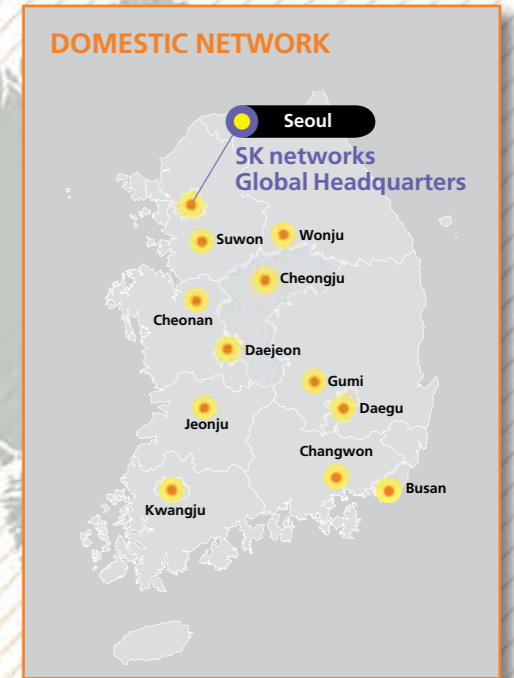 DOMESTIC NETWORK
Seoul
SK networks
Global Headquarters
Suwon
Wonju
Cheongju
Cheonan
Daejeon
Gumi
Daegu
Jeonju
Changwon
Busan
Kwangju